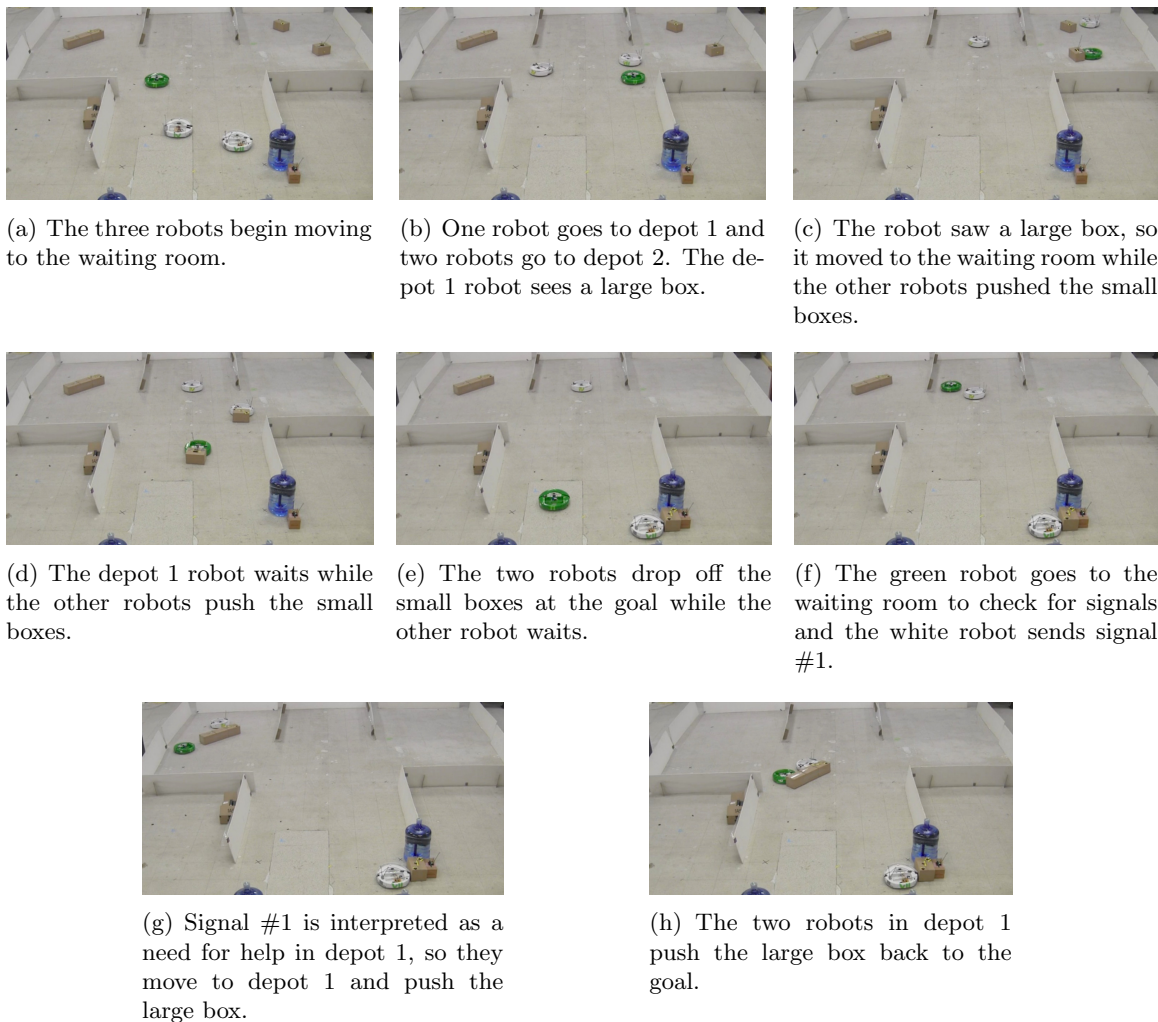 (a) The three robots begin moving
to the waiting room.
(b) One robot goes to depot 1 and
two robots go to depot 2. The de-
pot 1 robot sees a large box.
(c) The robot saw a large box, so
it moved to the waiting room while
the other robots pushed the small
boxes.
(d) The depot 1 robot waits while
the other robots push the small
boxes.
(e) The two robots drop off the
small boxes at the goal while the
other robot waits.
(f) The green robot goes to the
waiting room to check for signals
and the white robot sends signal
#1.
(g) Signal #1 is interpreted as a
need for help in depot 1, so they
move to depot 1 and push the
large box.
(h) The two robots in depot 1
push the large box back to the
goal.